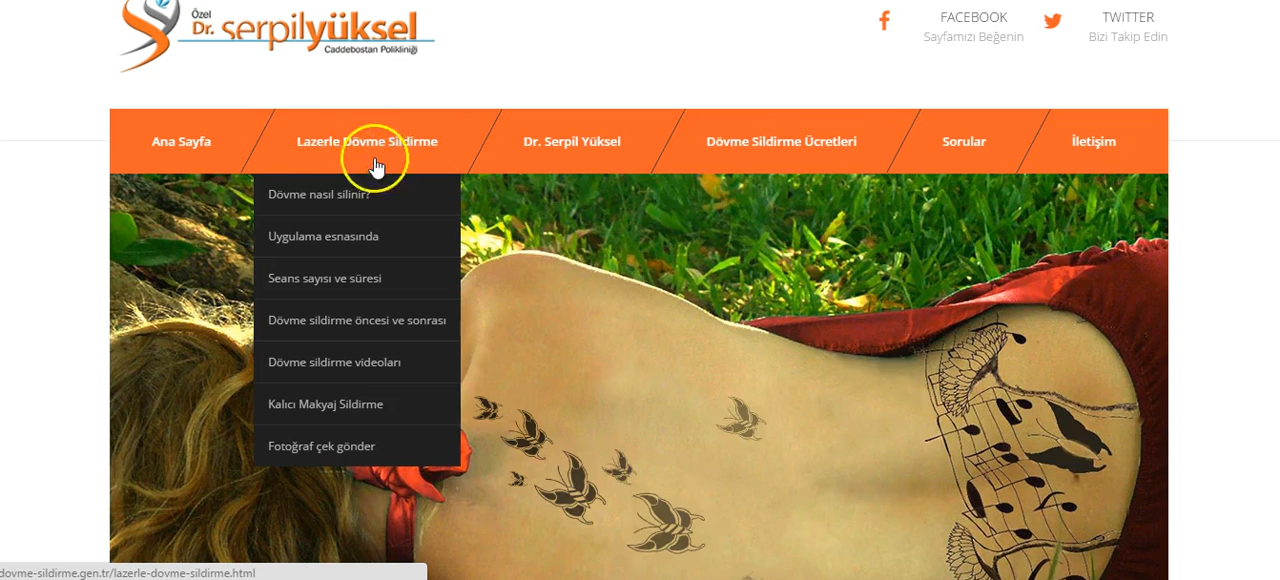 Özel
Dr. serpilyüksel
Caddebostan Polikliniği
FACEBOOK
Sayfamızı Beğenin
TWITTER
Bizi Takip Edin
Ana Sayfa
Lazerle Dövme Sildirme
Dr. Serpil Yüksel
Dövme Sildirme Ücretleri
Sorular
İletişim
Dövme nasıl silinir?
Uygulama esnasında
Seans sayısı ve süresi
Dövme sildirme öncesi ve sonrası
Dövme sildirme videoları
Kalıcı Makyaj Sildirme
Fotoğraf çek gönder
dovme-sildirme.gen.tr/lazerle-dovme-sildirme.html